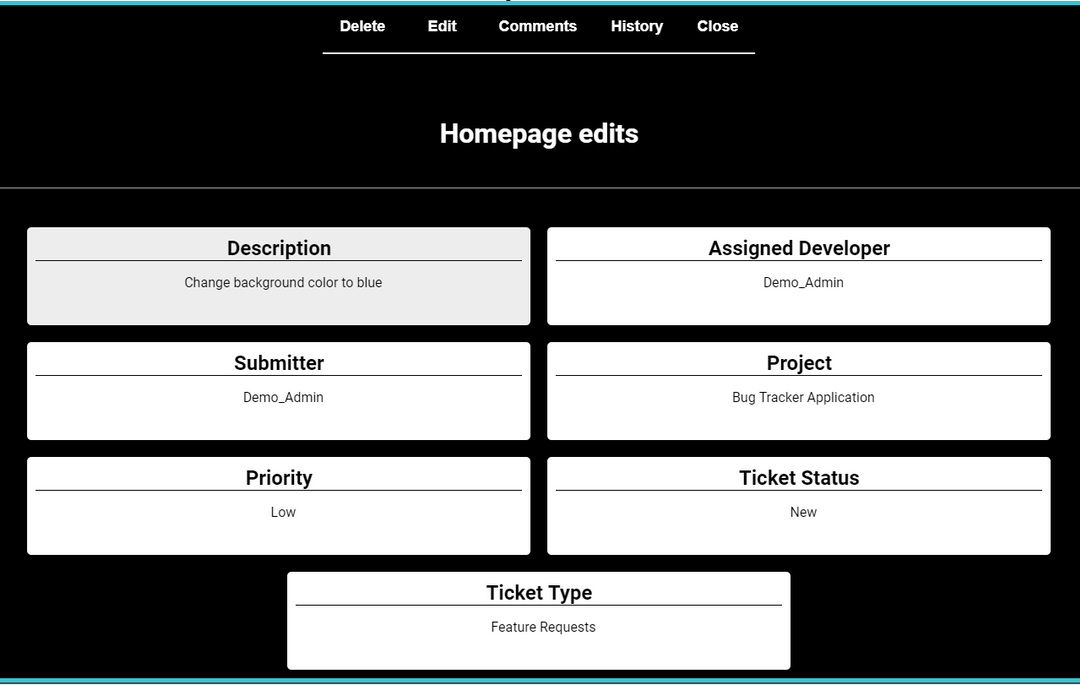 Delete Edit Comments History Close
Homepage edits
Description
Change background color to blue
Assigned Developer
Demo_Admin
Submitter
Demo_Admin
Project
Bug Tracker Application
Priority
Low
Ticket Status
New
Ticket Type
Feature Requests